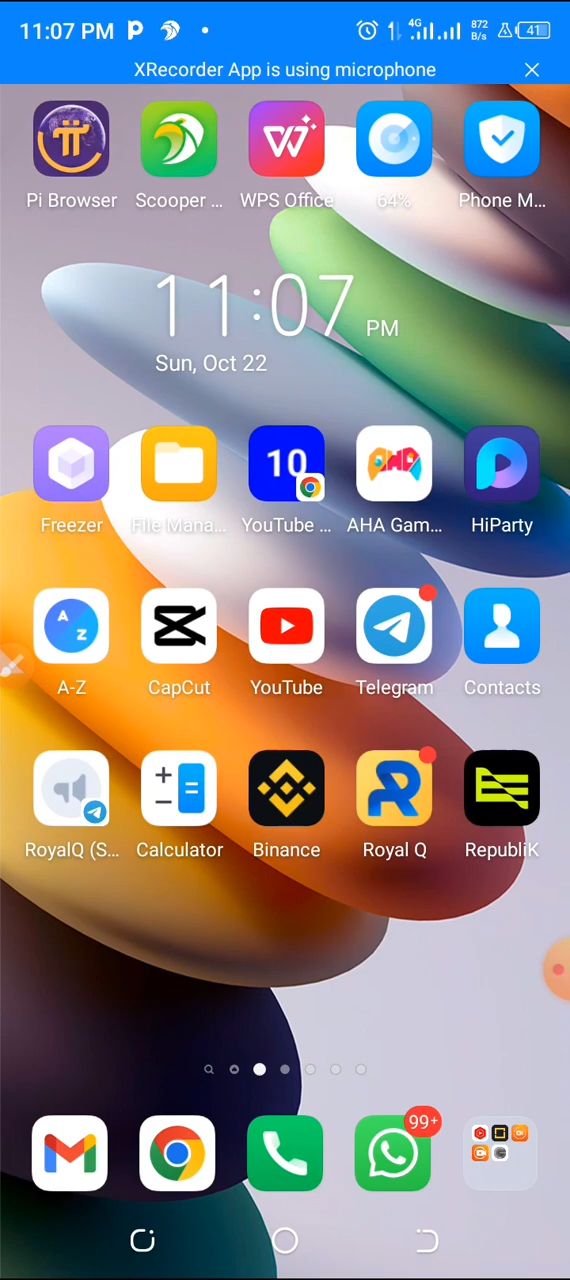 11:07 PM
4G
872 B/s
41
XRecorder App is using microphone
Pi Browser
Scooper ...
WPS Office
64%
Phone M...
11:07 PM
Sun, Oct 22
10
Freezer
File Mana...
YouTube ...
AHA Gam...
HiParty
A Z
A-Z
CapCut
YouTube
Telegram
Contacts
RoyalQ (S...
Calculator
Binance
Royal Q
RepubliK
99+